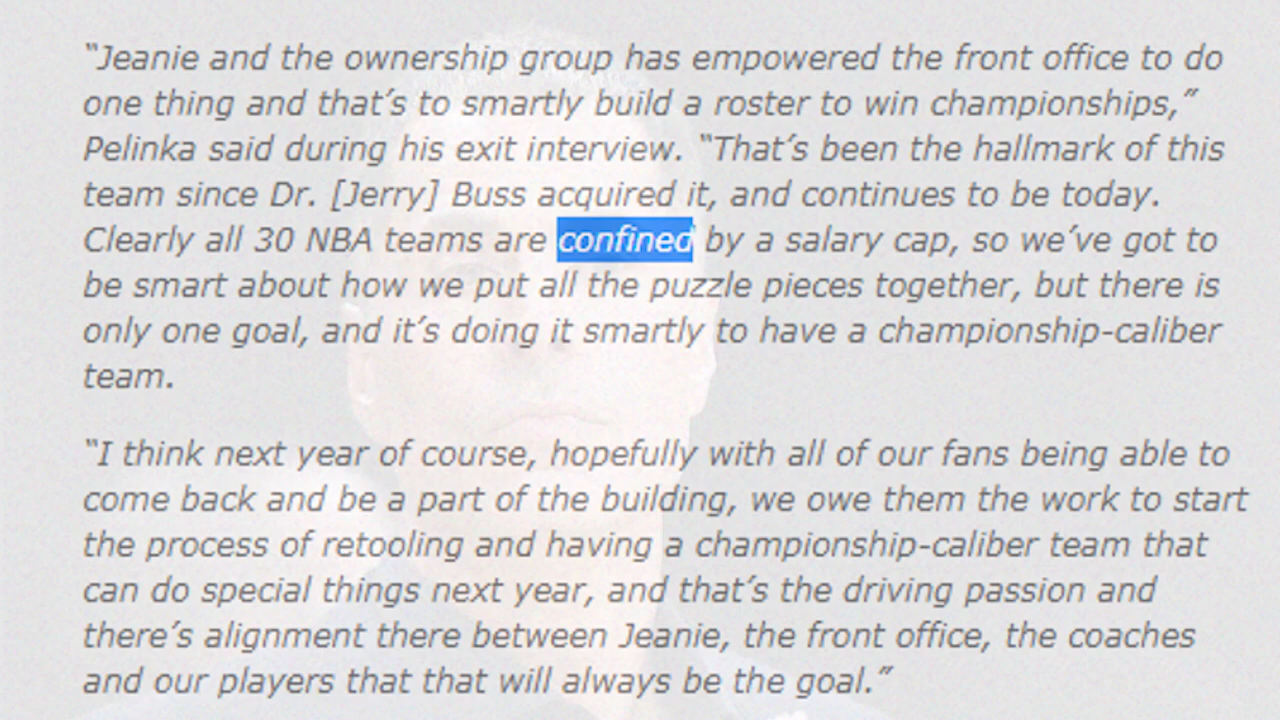 “Jeanie and the ownership group has empowered the front office to do
one thing and that’s to smartly build a roster to win championships,”
Pelinka said during his exit interview. “That’s been the hallmark of this
team since Dr. [Jerry] Buss acquired it, and continues to be today.
Clearly all 30 NBA teams are confined by a salary cap, so we’ve got to
be smart about how we put all the puzzle pieces together, but there is
only one goal, and it’s doing it smartly to have a championship-caliber
team.
“I think next year of course, hopefully with all of our fans being able to
come back and be a part of the building, we owe them the work to start
the process of retooling and having a championship-caliber team that
can do special things next year, and that’s the driving passion and
there’s alignment there between Jeanie, the front office, the coaches
and our players that that will always be the goal.”